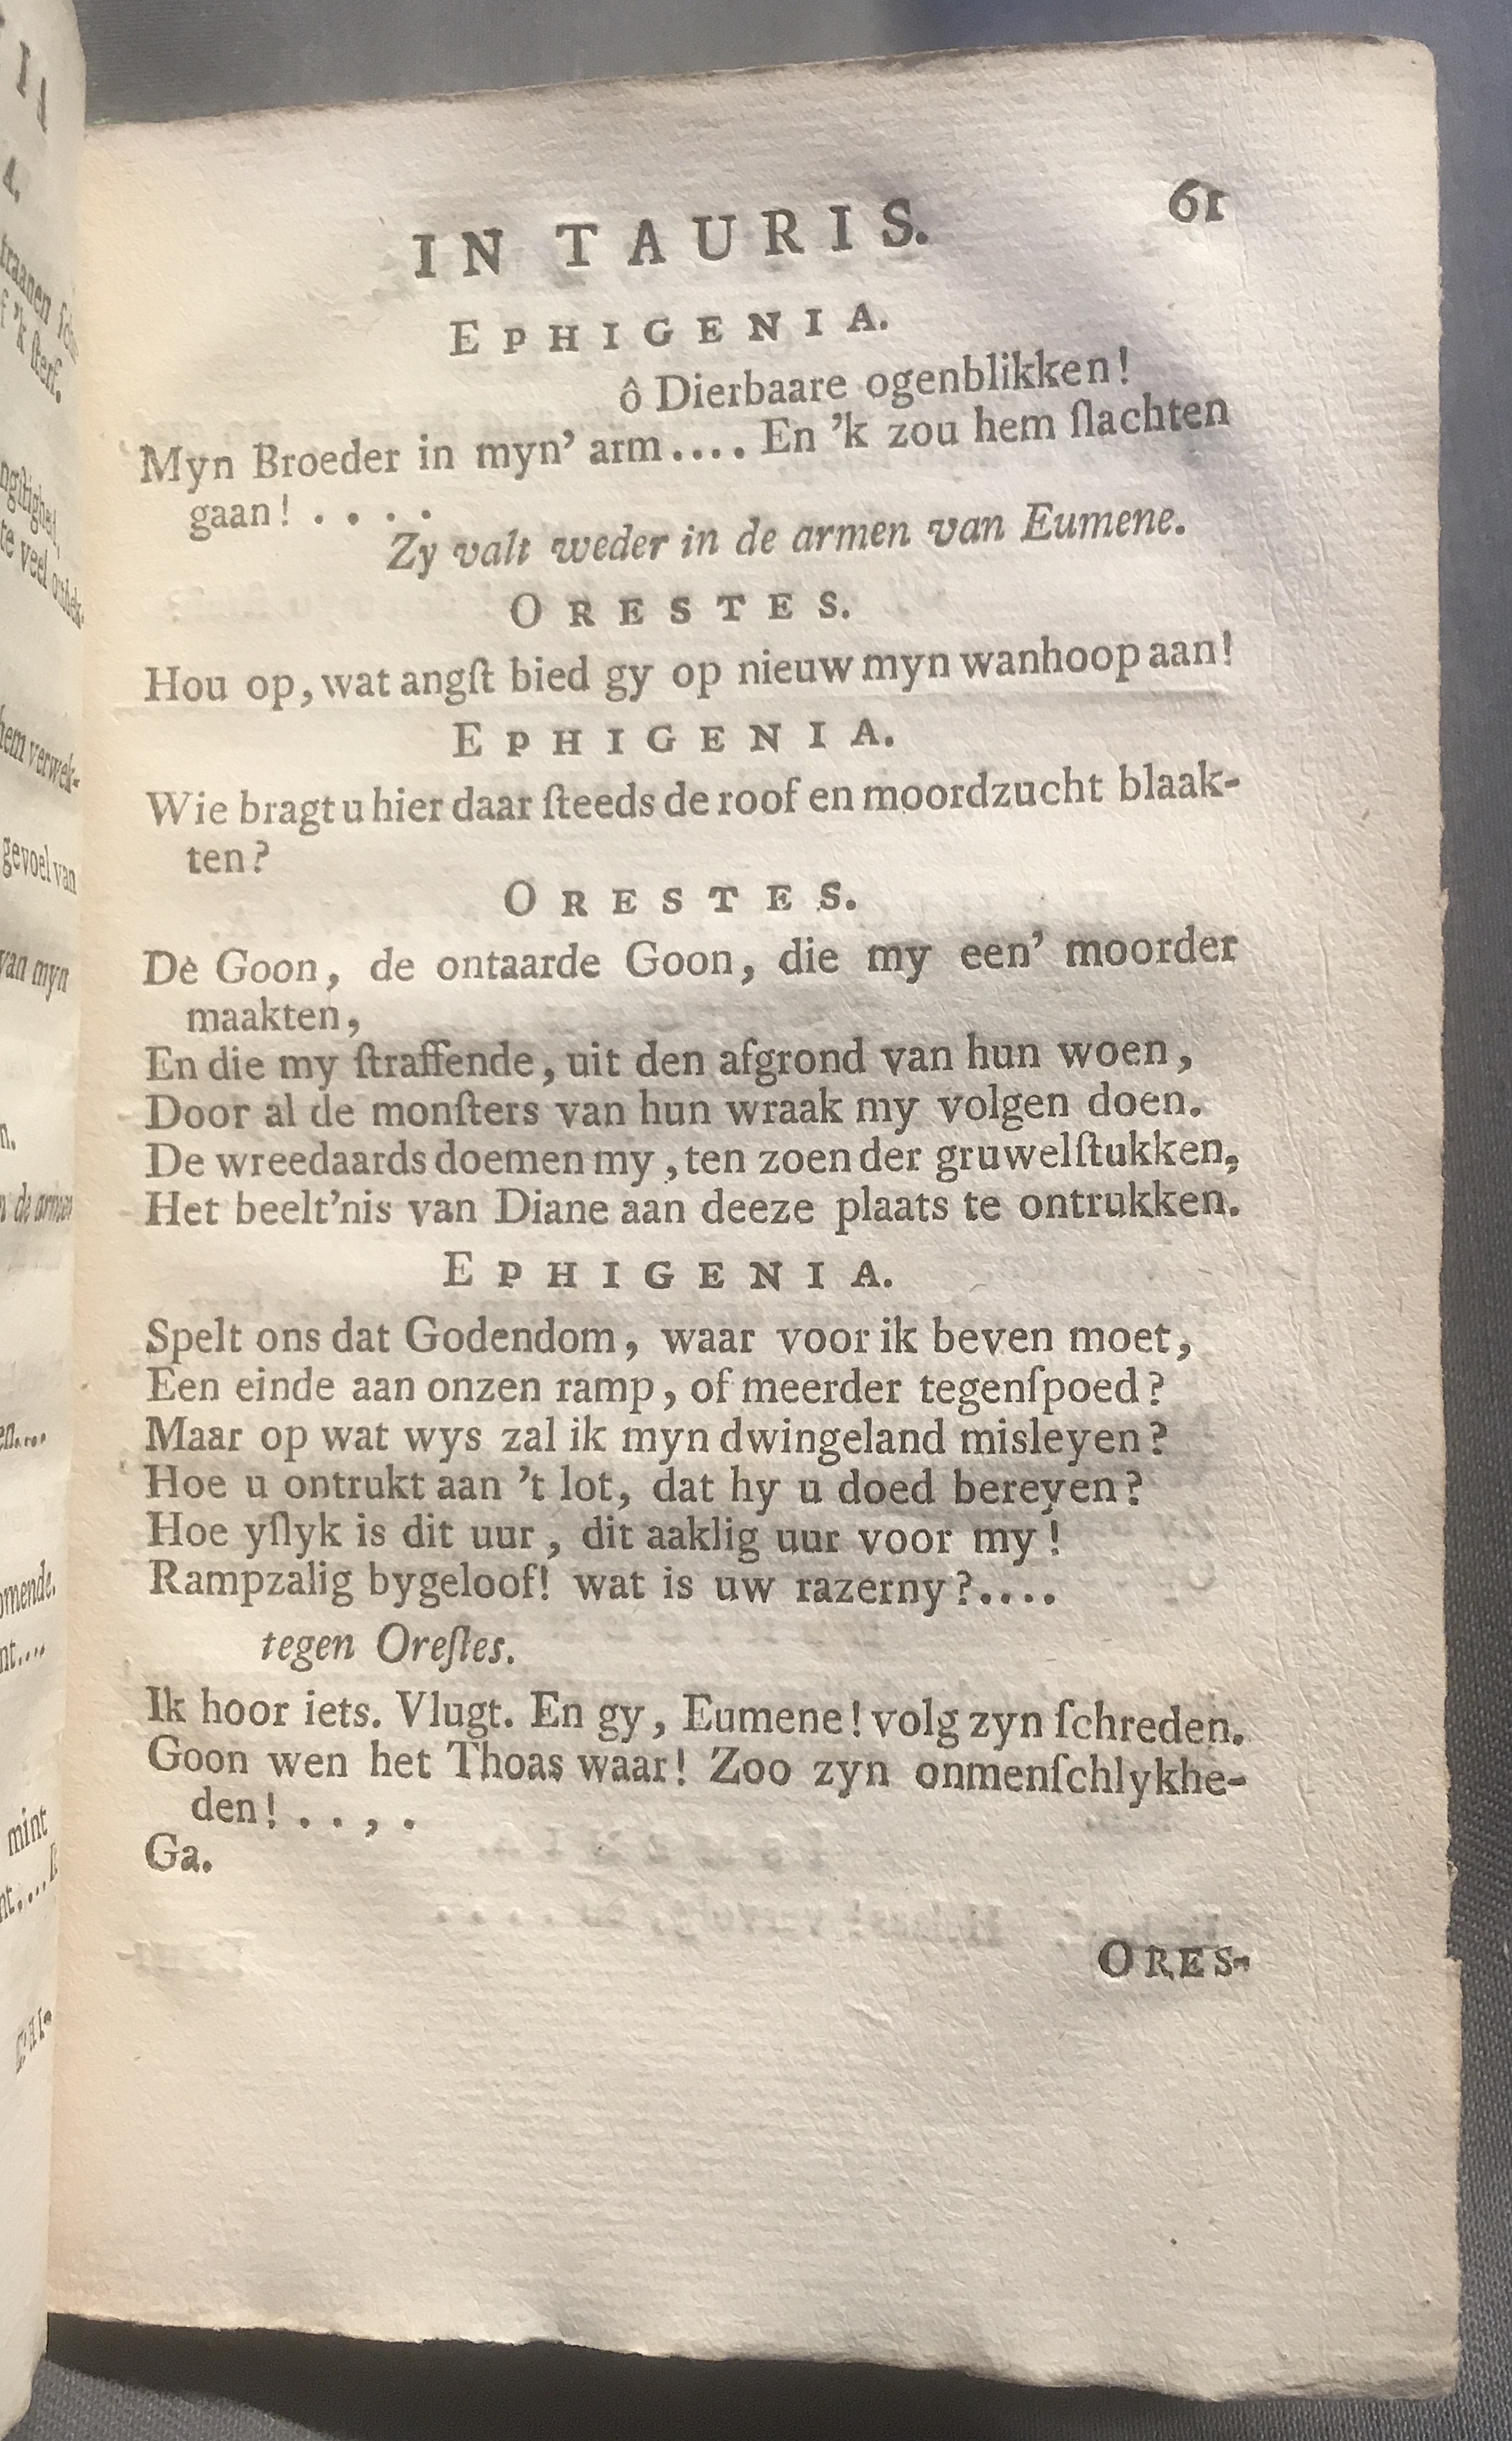 IN TAURIS. 61
EPHIGENIA.
ô Dierbaare ogenblikken!
Myn Broeder in myn’ arm.... En ’k zou hem ſlachten
gaan! . . . .
Zy valt weder in de armen van Eumene.
ORESTES.
Hou op, wat angſt bied gy op nieuw myn wanhoop aan!
EPHIGENIA.
Wie bragt u hier daar ſteeds de roof en moordzucht blaak-
ten?
ORESTES.
De Goon, de ontaarde Goon, die my een’ moorder
maakten,
En die my ſtraffende, uit den afgrond van hun woen,
Door al de monſters van hun wraak my volgen doen.
De wreedaards doemen my, ten zoen der gruwelſtukken,
Het beelt’nis van Diane aan deeze plaats te ontrukken.
EPHIGENIA.
Spelt ons dat Godendom, waar voor ik beven moet,
Een einde aan onzen ramp, of meerder tegenſpoed?
Maar op wat wys zal ik myn dwingeland misleyen?
Hoe u ontrukt aan ’t lot, dat hy u doed bereyen?
Hoe yſlyk is dit uur, dit aaklig uur voor my!
Rampzalig bygeloof! wat is uw razerny?....
tegen Oreſtes.
Ik hoor iets. Vlugt. En gy, Eumene! volg zyn ſchreden.
Goon wen het Thoas waar! Zoo zyn onmenſchlykhe-
den! . . , .
Ga.
ORES-